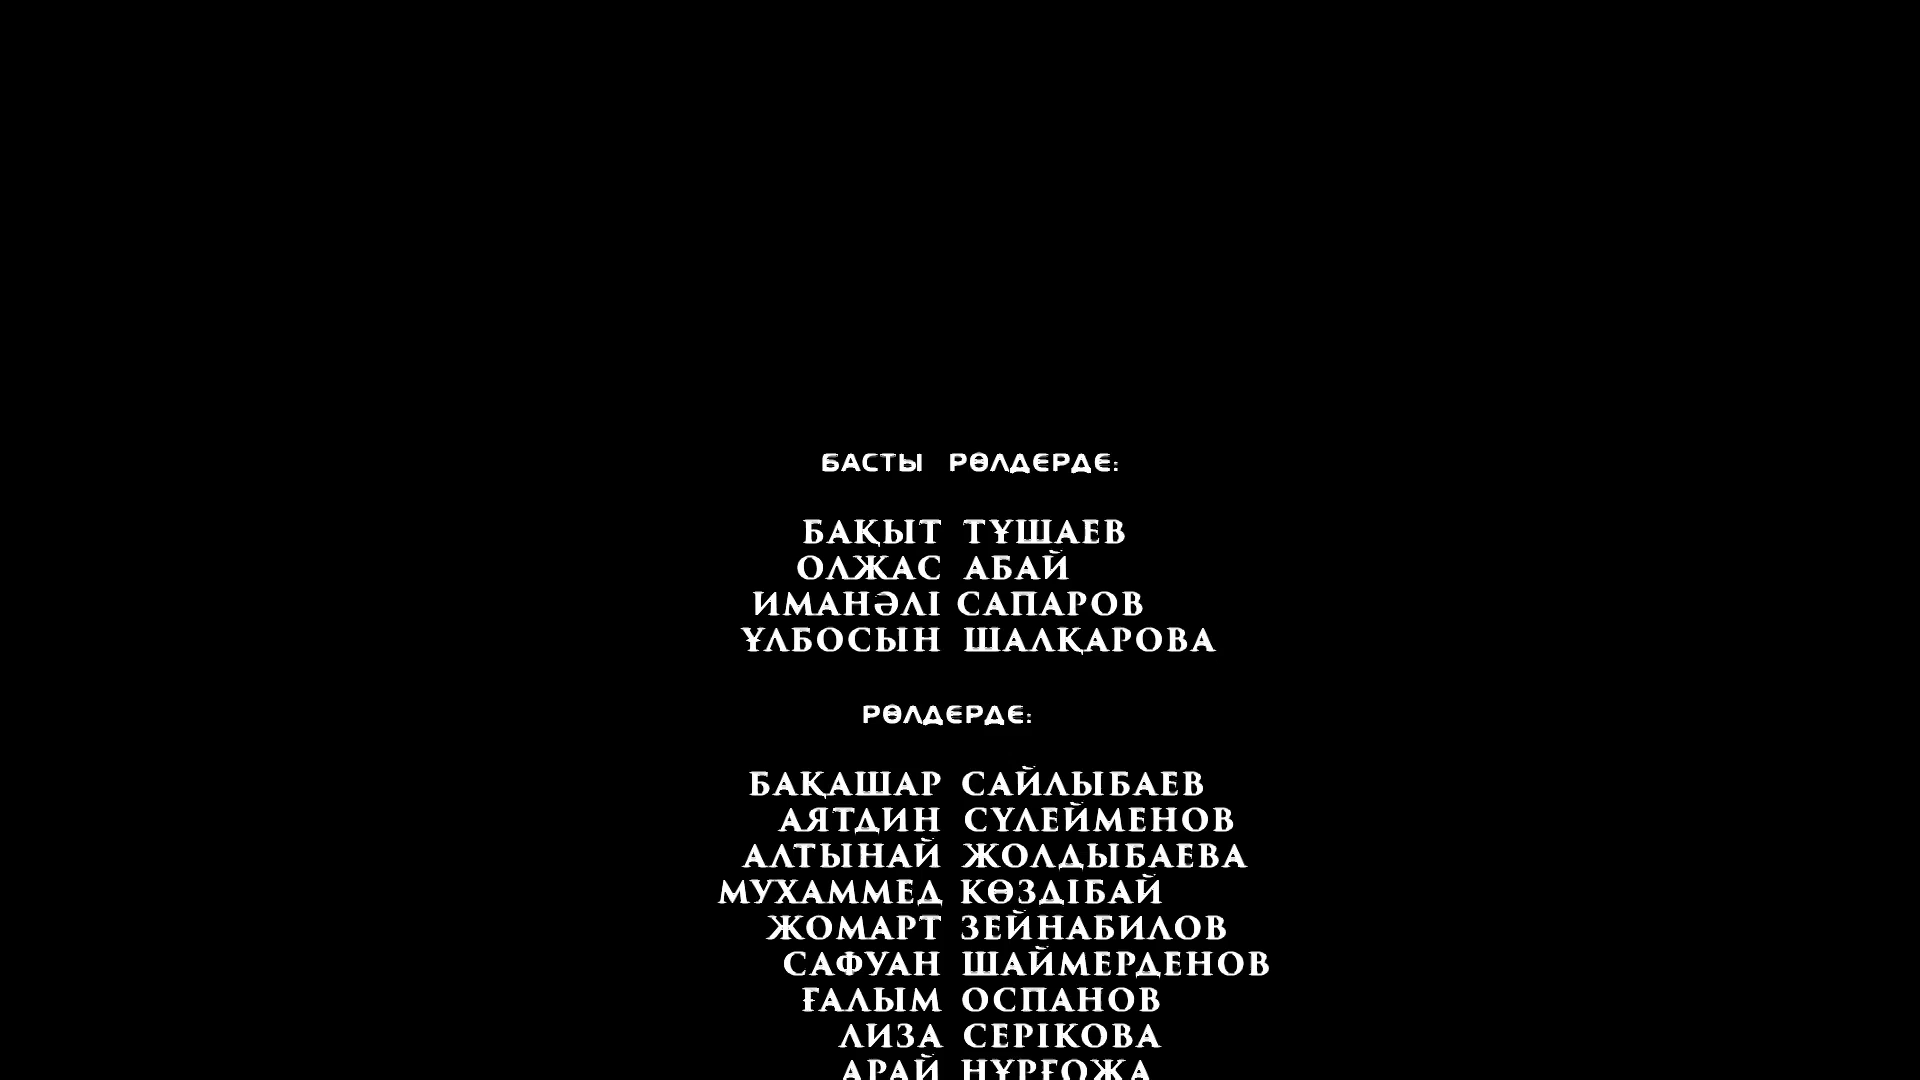 БАСТЫ РӨЛДЕРДЕ:
БАҚЫТ ТҰШАЕВ
ОЛЖАС АБАЙ
ИМАНӘЛІ САПАРОВ
ҰЛБОСЫН ШАЛҚАРОВА
РӨЛДЕРДЕ:
БАҚАШАР САЙЛЫБАЕВ
АЯТДИН СҮЛЕЙМЕНОВ
АЛТЫНАЙ ЖОЛДЫБАЕВА
МУХАММЕД КӨЗДІБАЙ
ЖОМАРТ ЗЕЙНАБИЛОВ
САФУАН ШАЙМЕРДЕНОВ
ҒАЛЫМ ОСПАНОВ
ЛИЗА СЕРІКОВА
АРАЙ НҰРҒОЖА